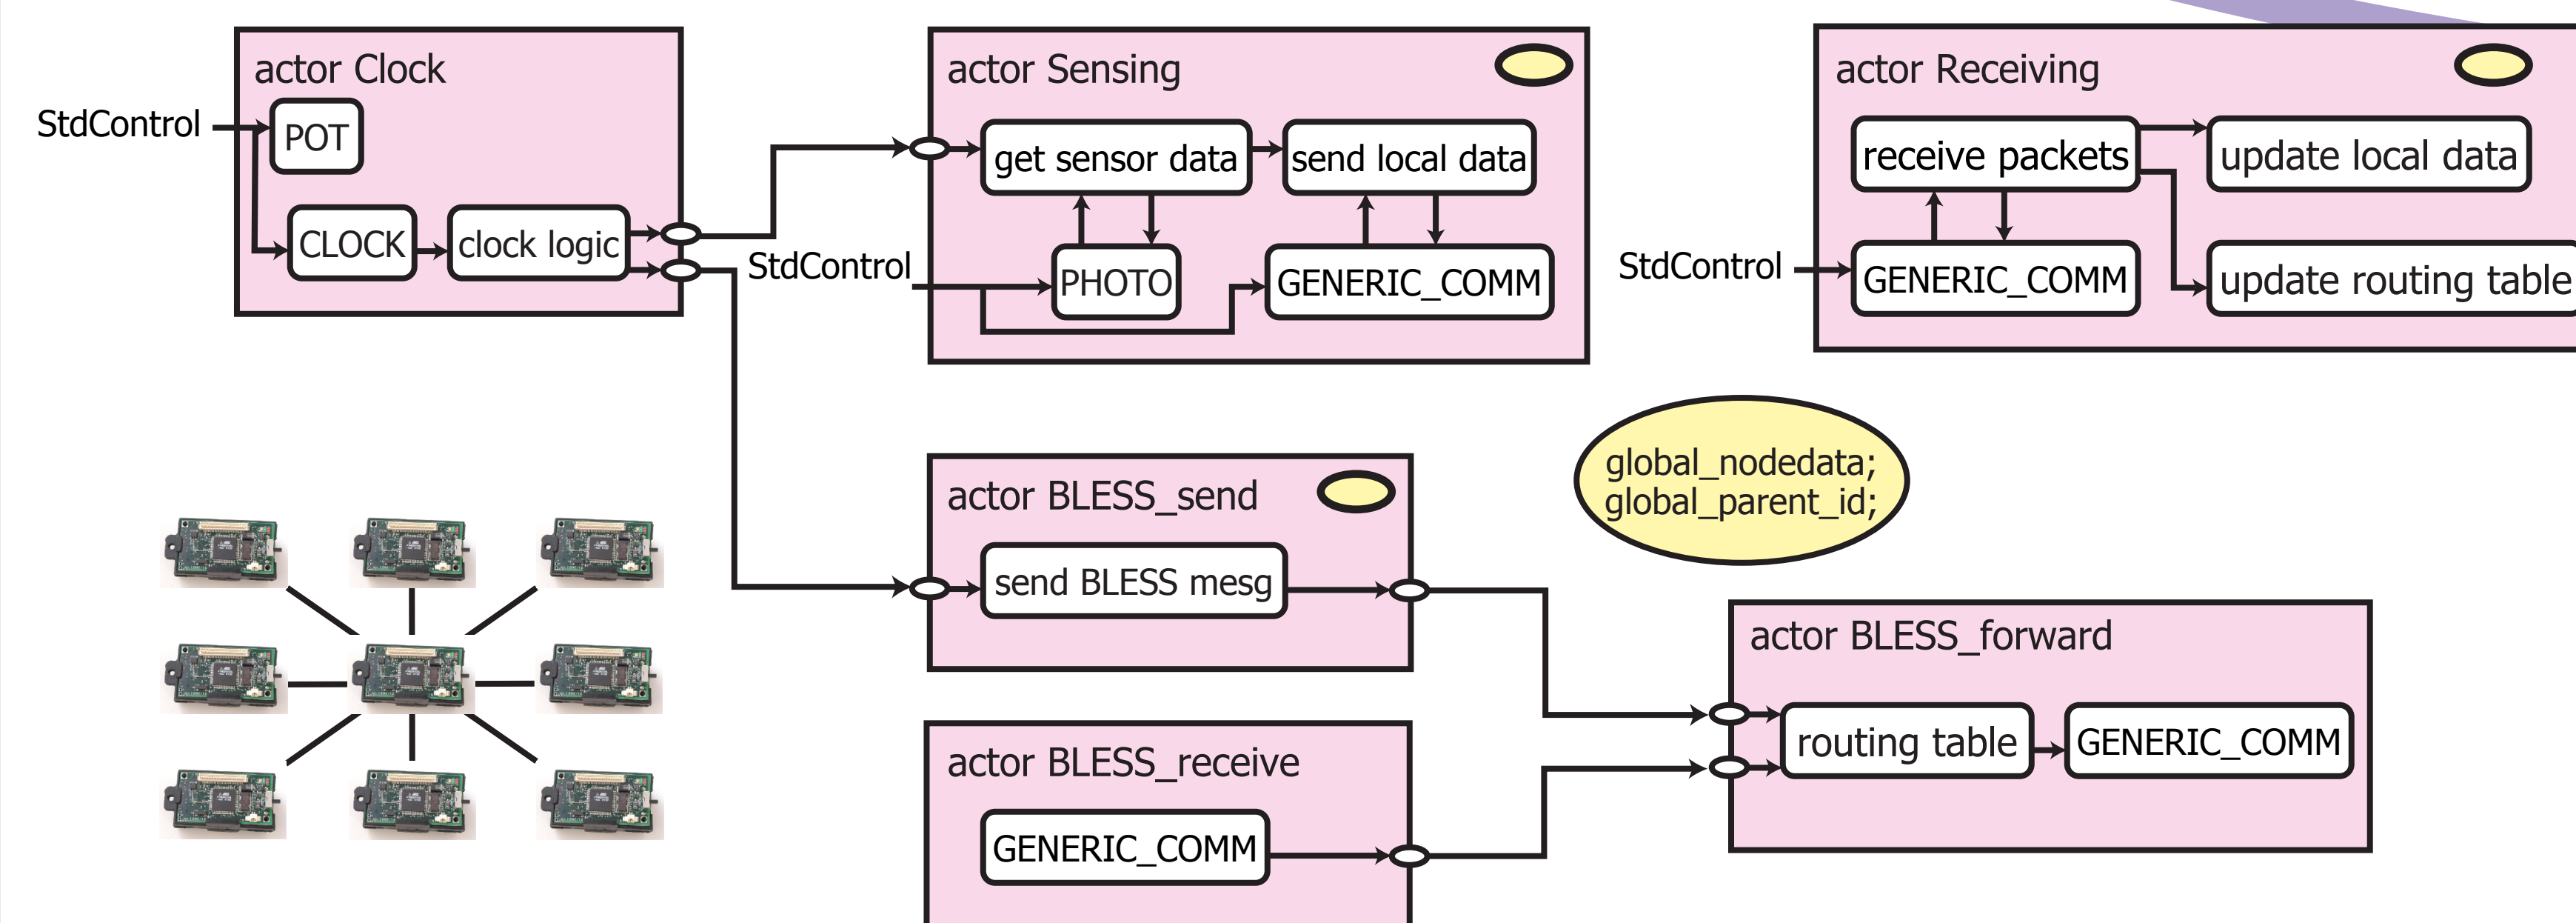 actor Clock
StdControl
POT
CLOCK
clock logic
actor Sensing
get sensor data
send local data
StdControl
PHOTO
GENERIC_COMM
actor Receiving
receive packets
update local data
StdControl
GENERIC_COMM
update routing table
global_nodedata;
global_parent_id;
actor BLESS_send
send BLESS mesg
actor BLESS_forward
routing table
GENERIC_COMM
actor BLESS_receive
GENERIC_COMM